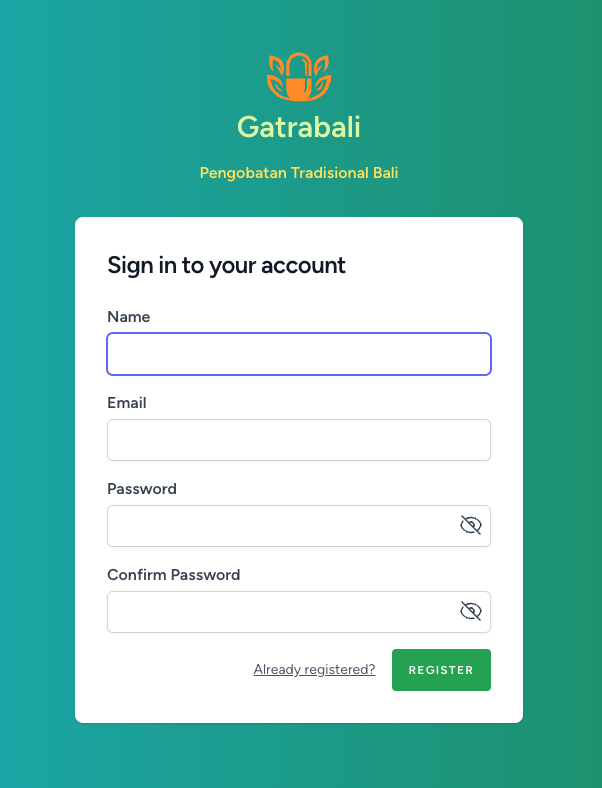 Gatrabali
Pengobatan Tradisional Bali
Sign in to your account
Name
Email
Password
Confirm Password
Already registered? REGISTER